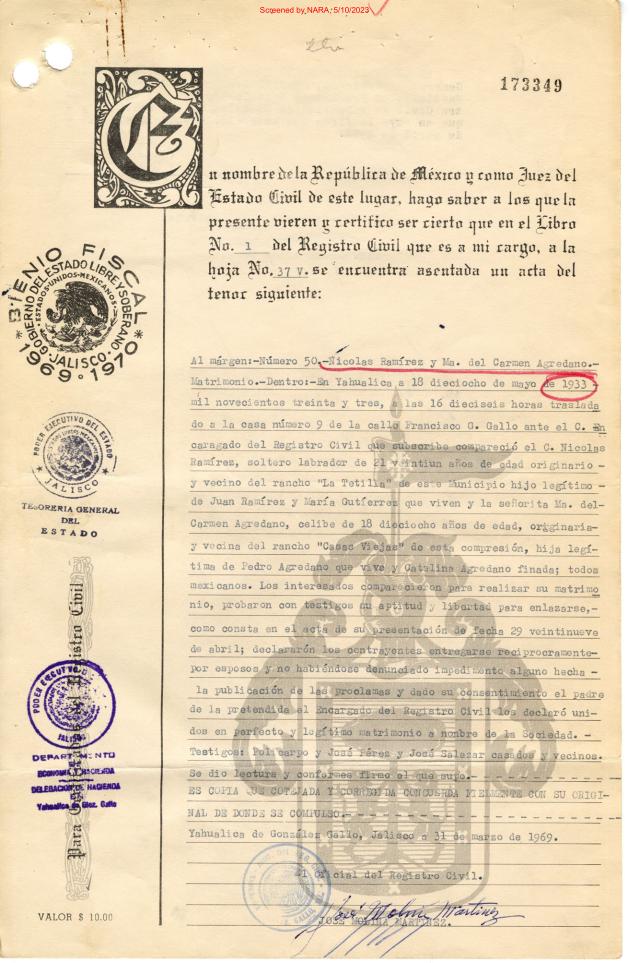 Screened by NARA, 5/10/2023
173349
En nombre de la República de México y como Juez del
Estado Civil de este lugar, hago saber a los que la
presente vieren y certifico ser cierto que en el Libro
No. 1 del Registro Civil que es a mi cargo, a la
hoja No. 37 V. se encuentra asentada un acta del
tenor siguiente:
BIENIO FISCAL
GOBIERNO DEL ESTADO LIBRE Y SOBERANO
ESTADOS UNIDOS MEXICANOS
JALISCO
1969-1970
PODER EJECUTIVO DEL ESTADO
JALISCO
TESORERIA GENERAL
DEL
ESTADO
Al márgen:-Número 50.-Nicolas Ramírez y Ma. del Carmen Agredano.-
Matrimonio.-Dentro:-En Yahualica a 18 dieciocho de mayo de 1933 -
mil novecientos treinta y tres, a las 16 dieciseis horas traslada
do a la casa número 9 de la calle Francisco G. Gallo ante el C. En
caragado del Registro Civil que subscribe compareció el C. Nicolas
Ramírez, soltero labrador de 21 veintiun años de edad originario -
y vecino del rancho "La Tetilla" de este Municipio hijo legítimo -
de Juan Ramírez y María Gutíerrez que viven y la señorita Ma. del-
Carmen Agredano, celibe de 18 dieciocho años de edad, originaria-
y vecina del rancho "Casas Viejas" de esta compresión, hija legí-
tima de Pedro Agredano que vive y Catalina Agredano finada; todos
mexicanos. Los interesados comparecieron para realizar su matrimo
nio, probaron con testigos su aptitud y libertad para enlazarse,-
como consta en el acta de su presentación de fecha 29 veintinueve
de abril; declararón los contrayentes entregarse reciprocramente-
por esposos y no habiéndose denunciado impedimento alguno hecha -
la publicación de las proclamas y dado su consentimiento el padre
de la pretendida el Encargado del Registro Civil los declaró uni-
dos en perfecto y legítimo matrimonio a nombre de la Sociedad. -
Testigos: Policarpo y José Pérez y José Salazar casados y vecinos.
Se dio lectura y conformes firmo el que supo.-
ES COPIA QUE COTEJADA Y CORREGIDA CONCUERDA FIELMENTE CON SU ORIGI-
NAL DE DONDE SE COMPULSO.-
Yahualica de González Gallo, Jalisco a 31 de marzo de 1969.
El oficial del Registro Civil.
José Molina Martinez
JOSE MOLINA MARTINEZ.
Para Certificados del Registro Civil
PODER EJECUTIVO
JALISCO
DEPARTAMENTO
ECONOMIA HACIENDA
DELEGACION DE HACIENDA
Yahualica de Glez. Gallo
VALOR $ 10.00